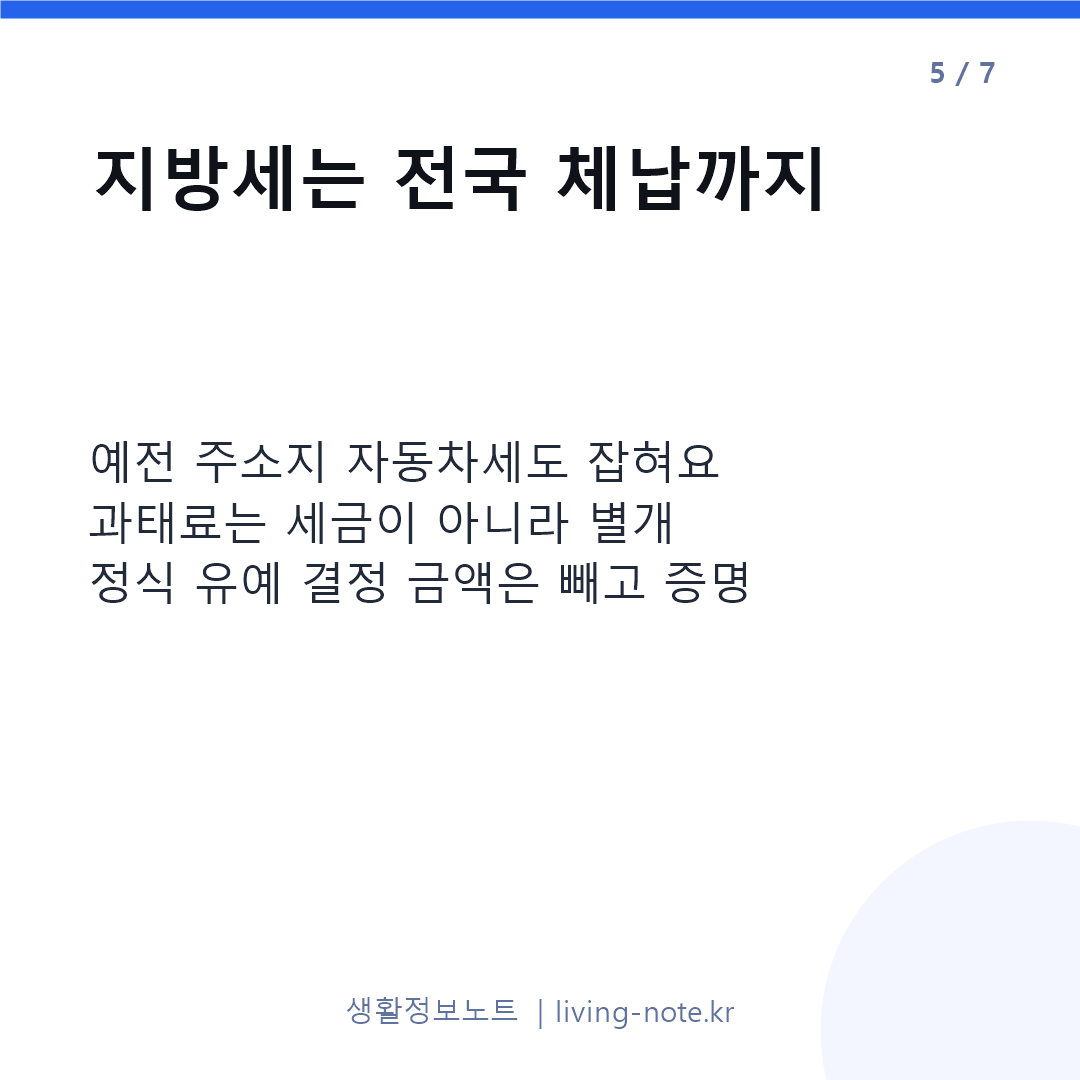 5 / 7
지방세는 전국 체납까지
예전 주소지 자동차세도 잡혀요
과태료는 세금이 아니라 별개
정식 유예 결정 금액은 빼고 증명
생활정보노트 | living-note.kr